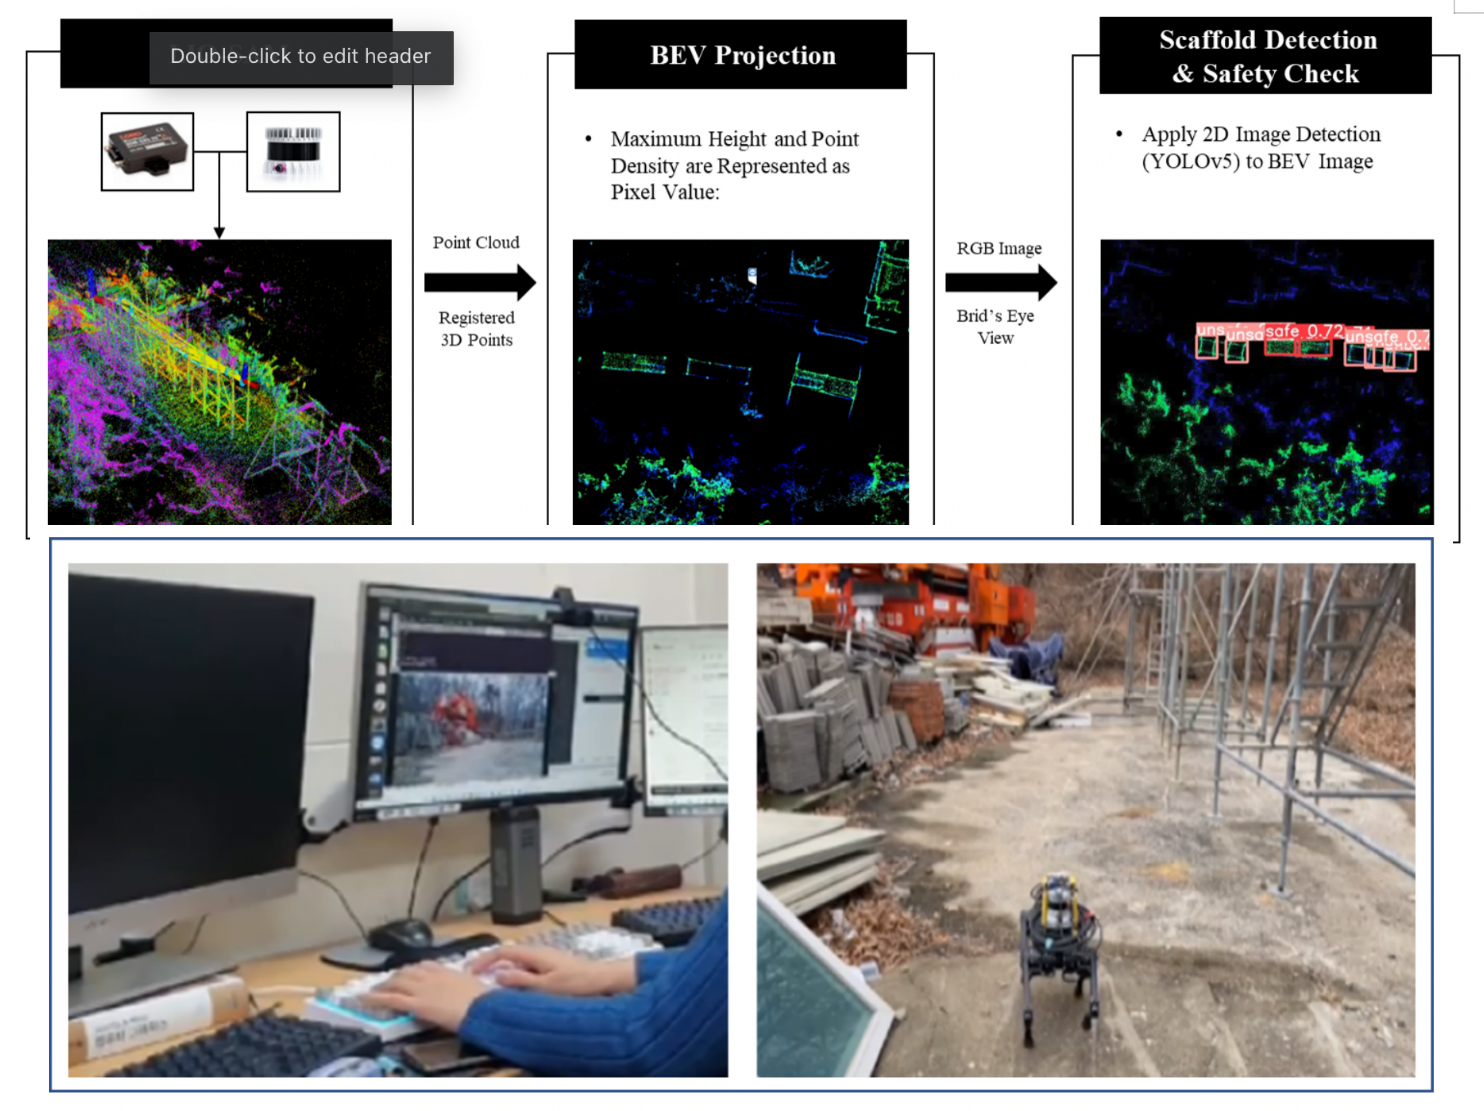 Double-click to edit header
BEV Projection
Scaffold Detection
& Safety Check
• Maximum Height and Point
Density are Represented as
Pixel Value:
• Apply 2D Image Detection
(YOLOv5) to BEV Image
Point Cloud
Registered
3D Points
RGB Image
Brid's Eye
View
unsa
safe 0.72
unsafe 0.7